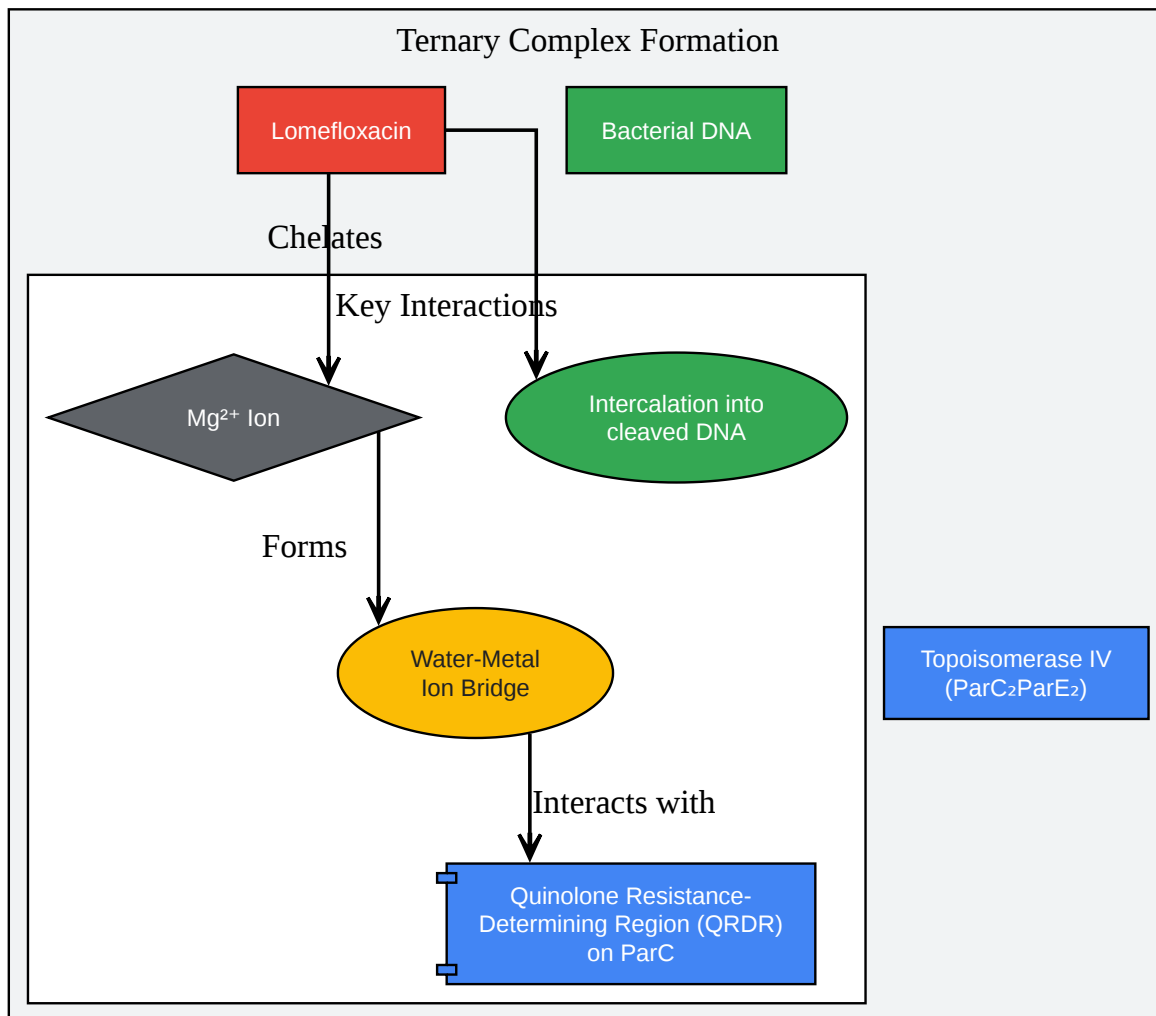 Ternary Complex Formation
Lomefloxacin
Bacterial DNA
Chelates
Key Interactions
Mg²⁺ Ion
Intercalation into
cleaved DNA
Forms
Water-Metal
Ion Bridge
Topoisomerase IV
(ParC₂ParE₂)
Interacts with
Quinolone Resistance-
Determining Region (QRDR)
on ParC